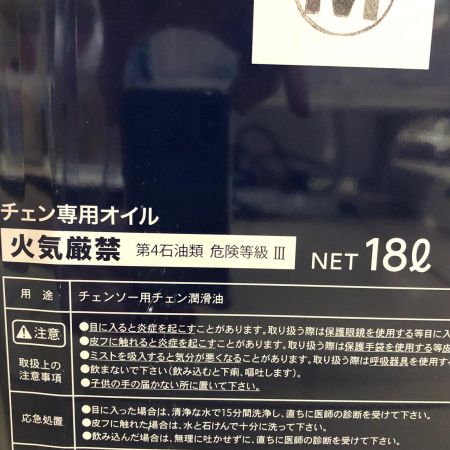 M
チェン専用オイル
火気厳禁 第4石油類 危険等級 Ⅲ NET 18ℓ
用途 チェンソー用チェン潤滑油
注意
取扱上の
注意事項
●目に入ると炎症を起こすことがあります。取り扱う際は保護眼鏡を使用する等目に入
●皮フに触れると炎症を起こすことがあります。取り扱う際は保護手袋を使用する等皮
●ミストを吸入すると気分が悪くなることがあります。取り扱う際は呼吸器具を使用す
●飲まないで下さい(飲み込むと下痢、嘔吐します)。
●子供の手の届かない所に置いて下さい。
応急処置
●目に入った場合は、清浄な水で15分間洗浄し、直ちに医師の診断を受けて下さい。
●皮フに触れた場合は、水と石けんで十分に洗って下さい。
●飲み込んだ場合は、無理に吐かせずに、直ちに医師の診断を受けて下さい。